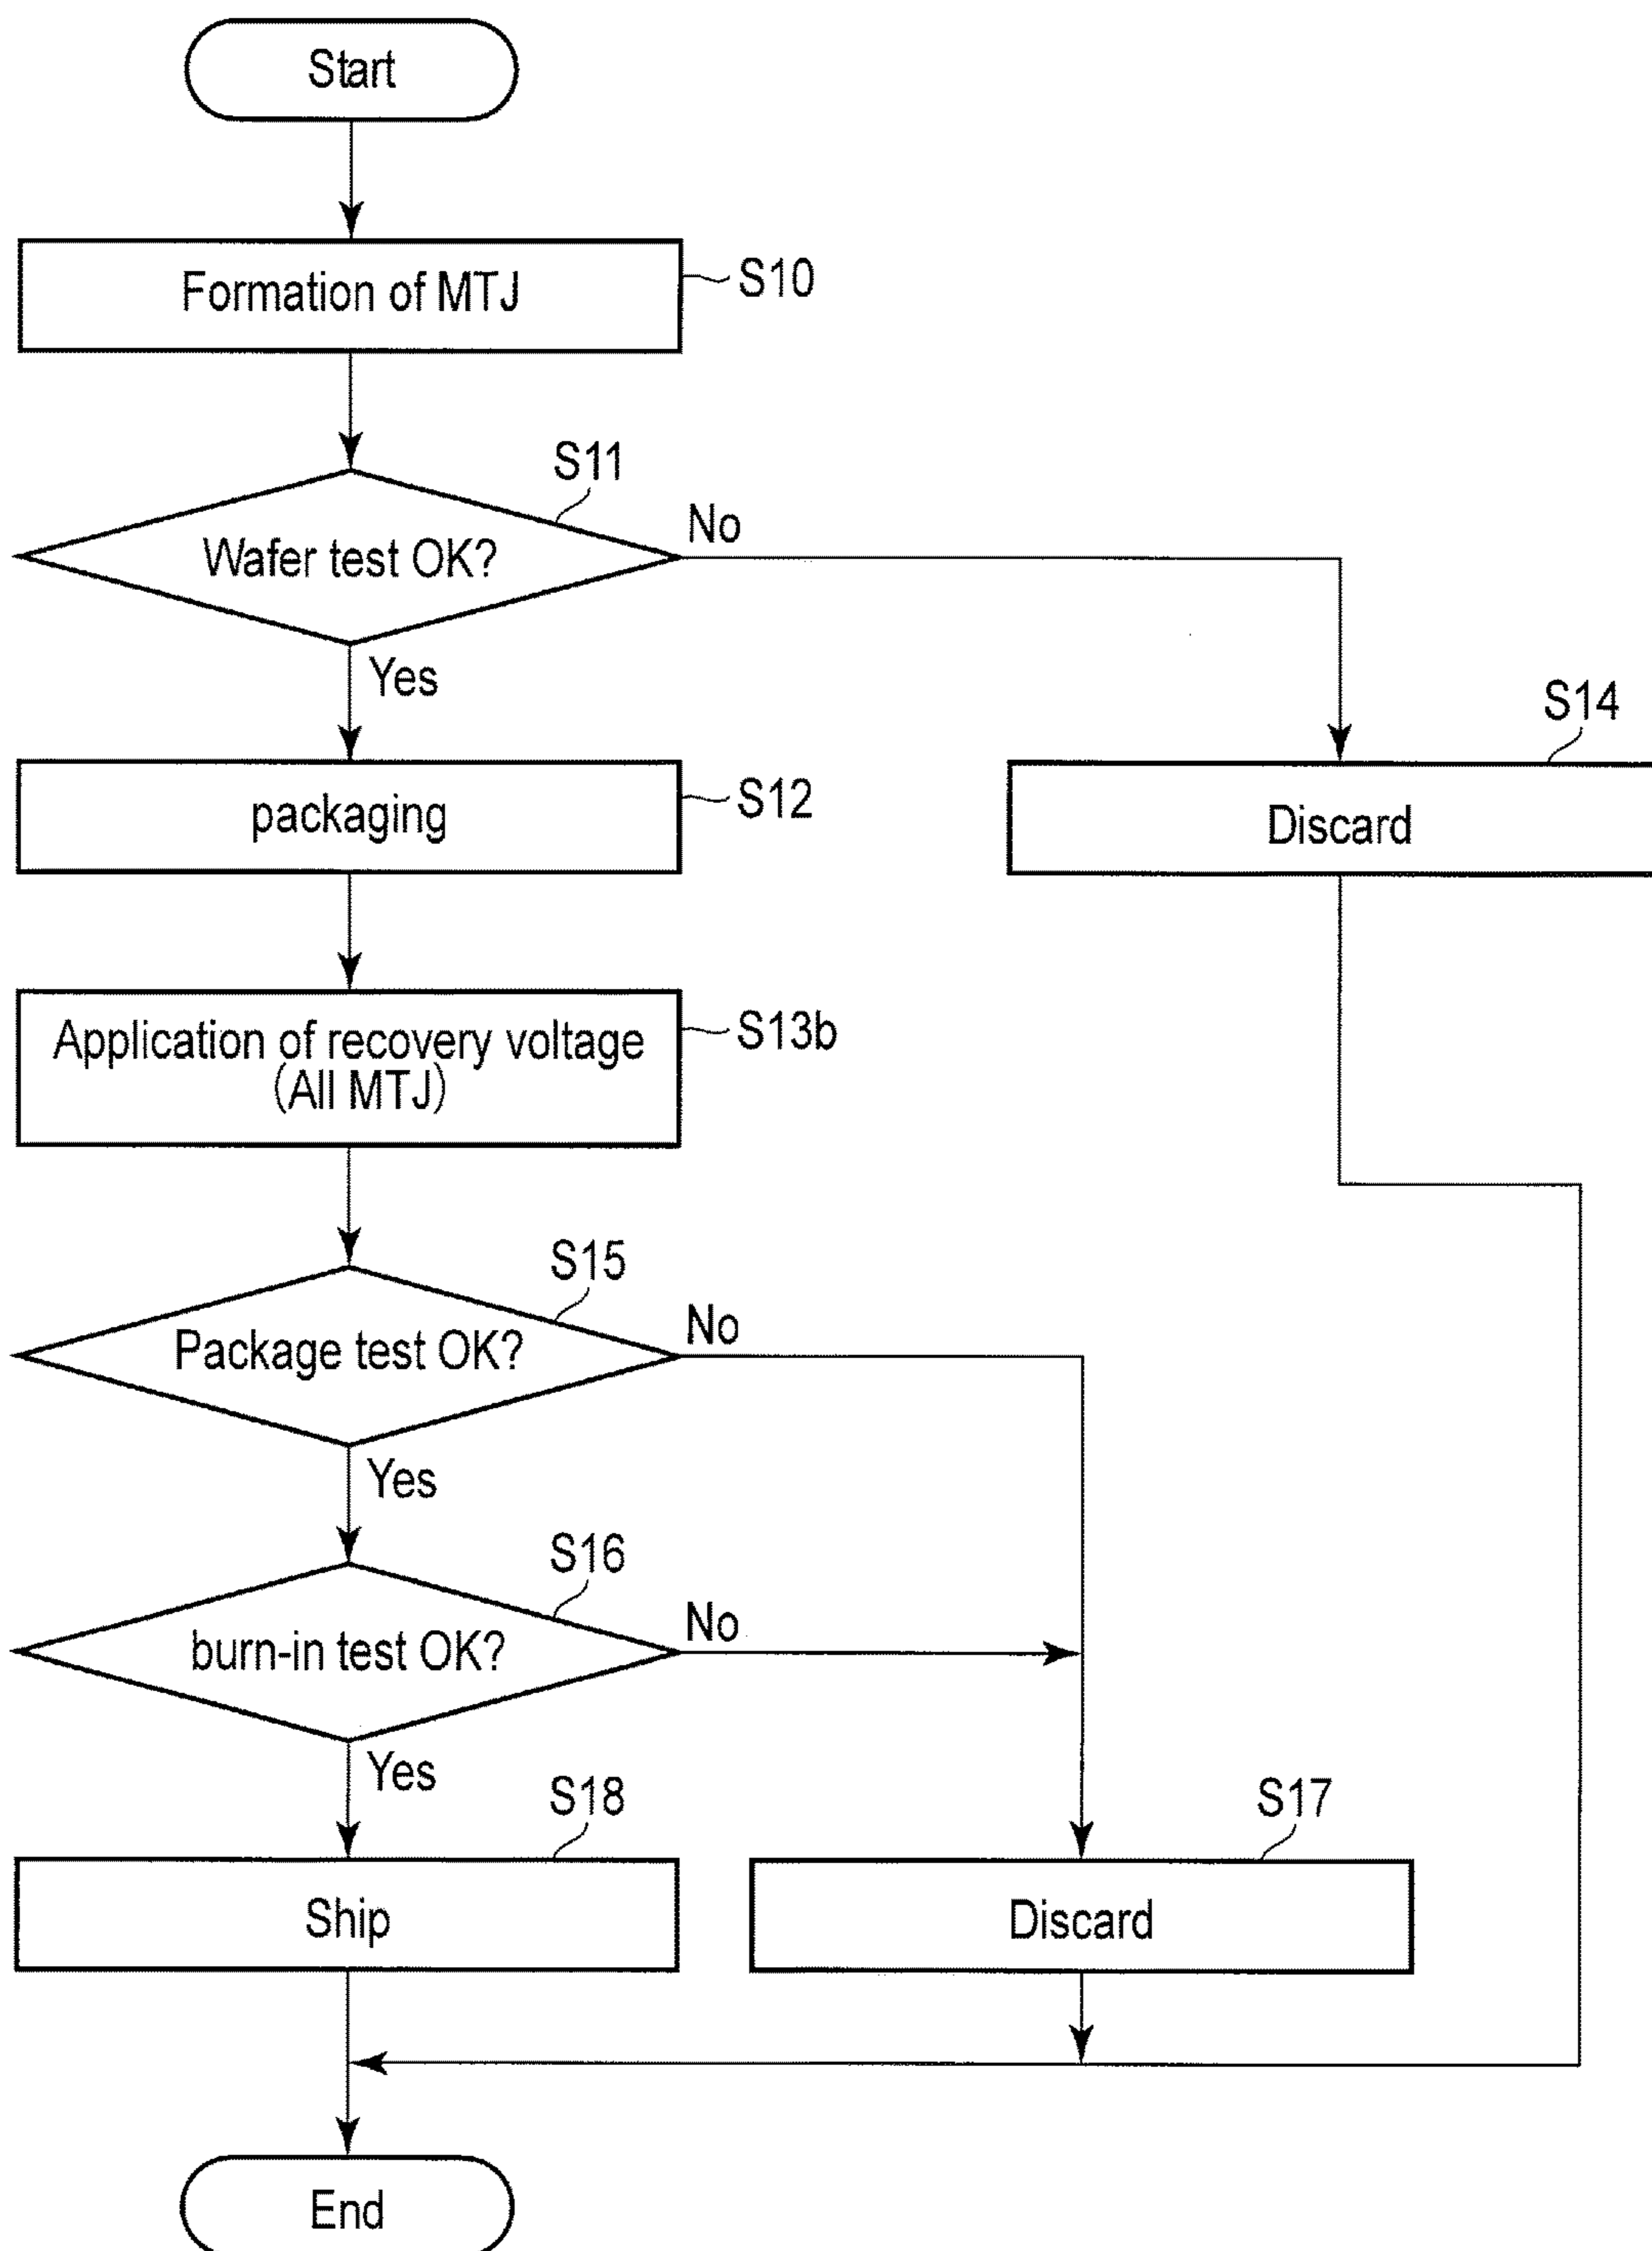 Start
Formation of MTJ
S10
S11
Wafer test OK?
No
Yes
S14
packaging
S12
Discard
Application of recovery voltage
(All MTJ)
S13b
S15
Package test OK?
No
Yes
S16
burn-in test OK?
No
Yes
S18
S17
Ship
Discard
End